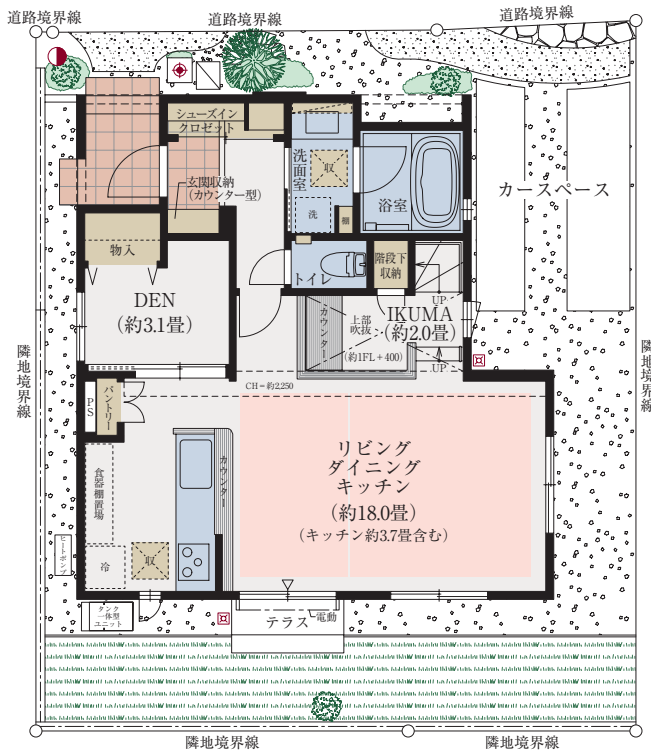 道路境界線
道路境界線
道路境界線
シューズイン
クロゼット
洗面室
収
洗
棚
浴室
カースペース
玄関収納
(カウンター型)
物入
トイレ
階段下
収納
DEN
(約3.1畳)
カウンター
上部
吹抜
UP
IKUMA
(約2.0畳)
(約1FL+400)
UP
隣地境界線
隣地境界線
CH=約2,250
PS
パントリー
カウンター
リビング
ダイニング
キッチン
(約18.0畳)
(キッチン約3.7畳含む)
食器棚置場
冷
収
ヒートポンプ
タンク
一体型
ユニット
テラス
電動
隣地境界線
隣地境界線